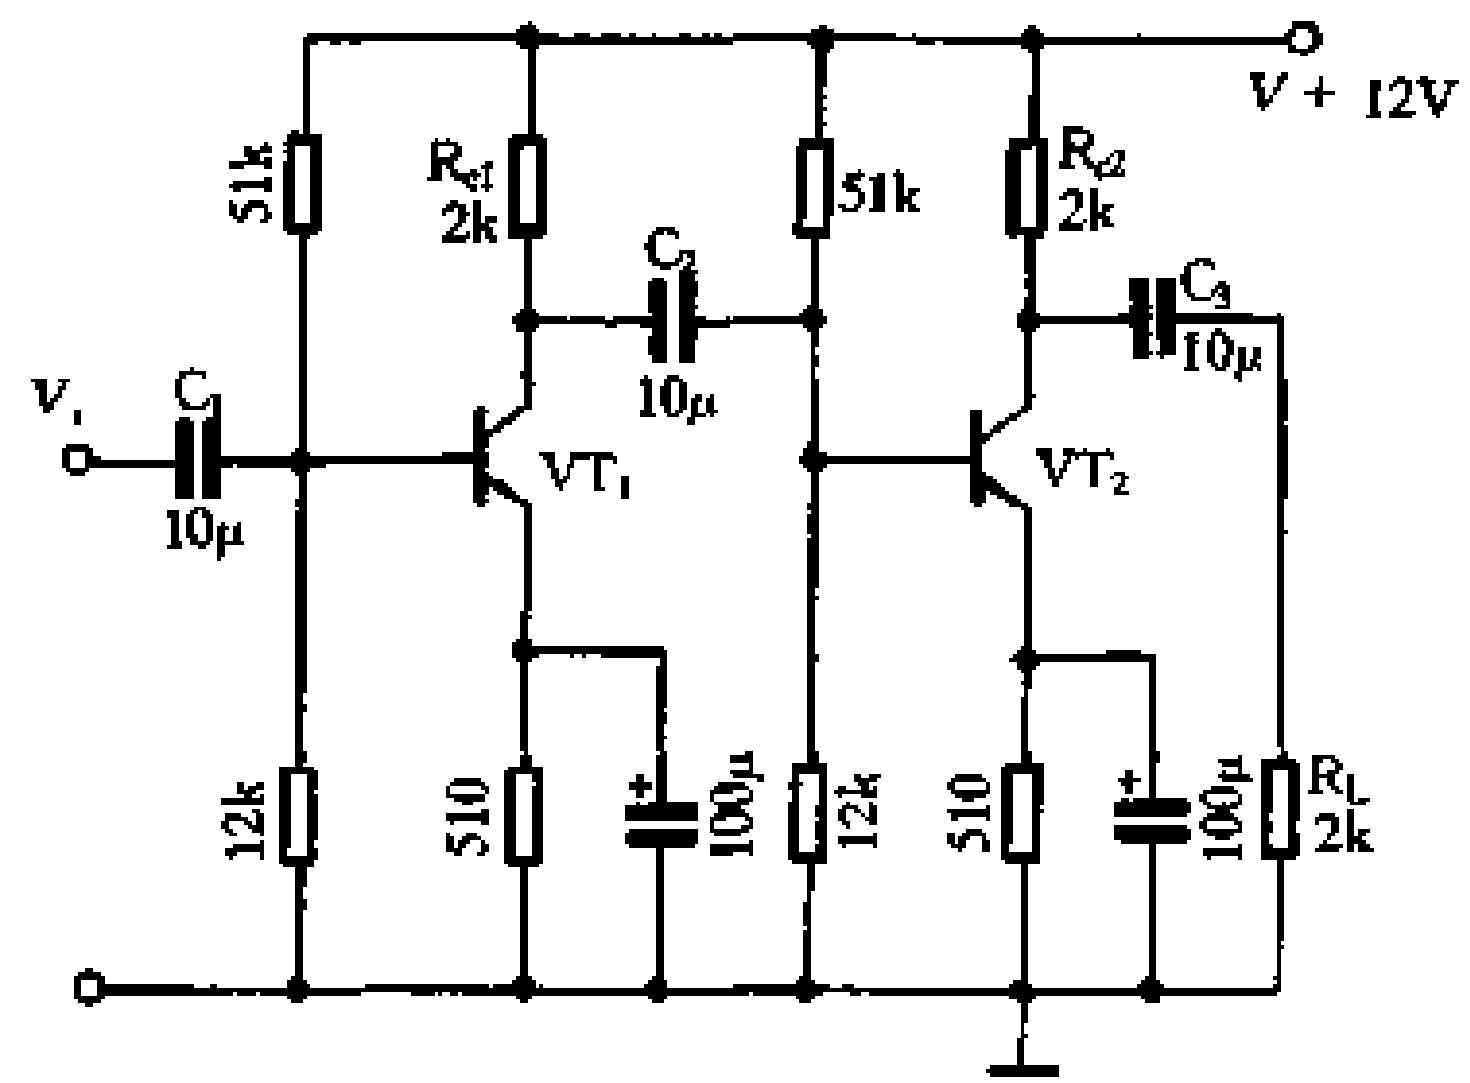 V + 12V
51k
Rc1
2k
51k
Rc2
2k
C2
10μ
C3
10μ
Vi
C1
10μ
VT1
VT2
12k
510
+
100μ
12k
510
+
100μ
RL
2k